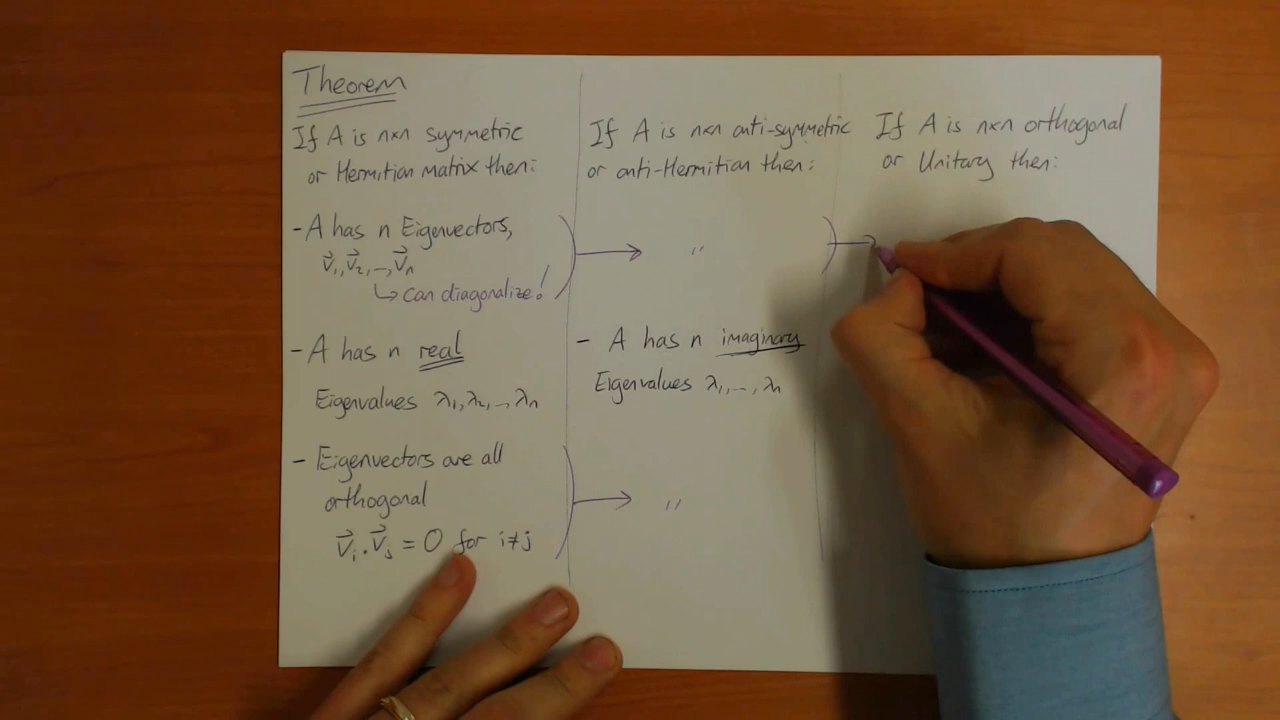 Theorem
If A is n×n symmetric
or Hermitian matrix then:
- A has n Eigenvectors,
v⃗₁, v⃗₂, ..., v⃗ₙ
↳ can diagonalize!
- A has n real
Eigenvalues λ₁, λ₂, ..., λₙ
- Eigenvectors are all
orthogonal
v⃗ᵢ · v⃗ⱼ = 0 for i≠j
If A is n×n anti-symmetric
or anti-Hermitian then:
→ "
- A has n imaginary
Eigenvalues λ₁, ..., λₙ
→ "
If A is n×n orthogonal
or Unitary then:
→